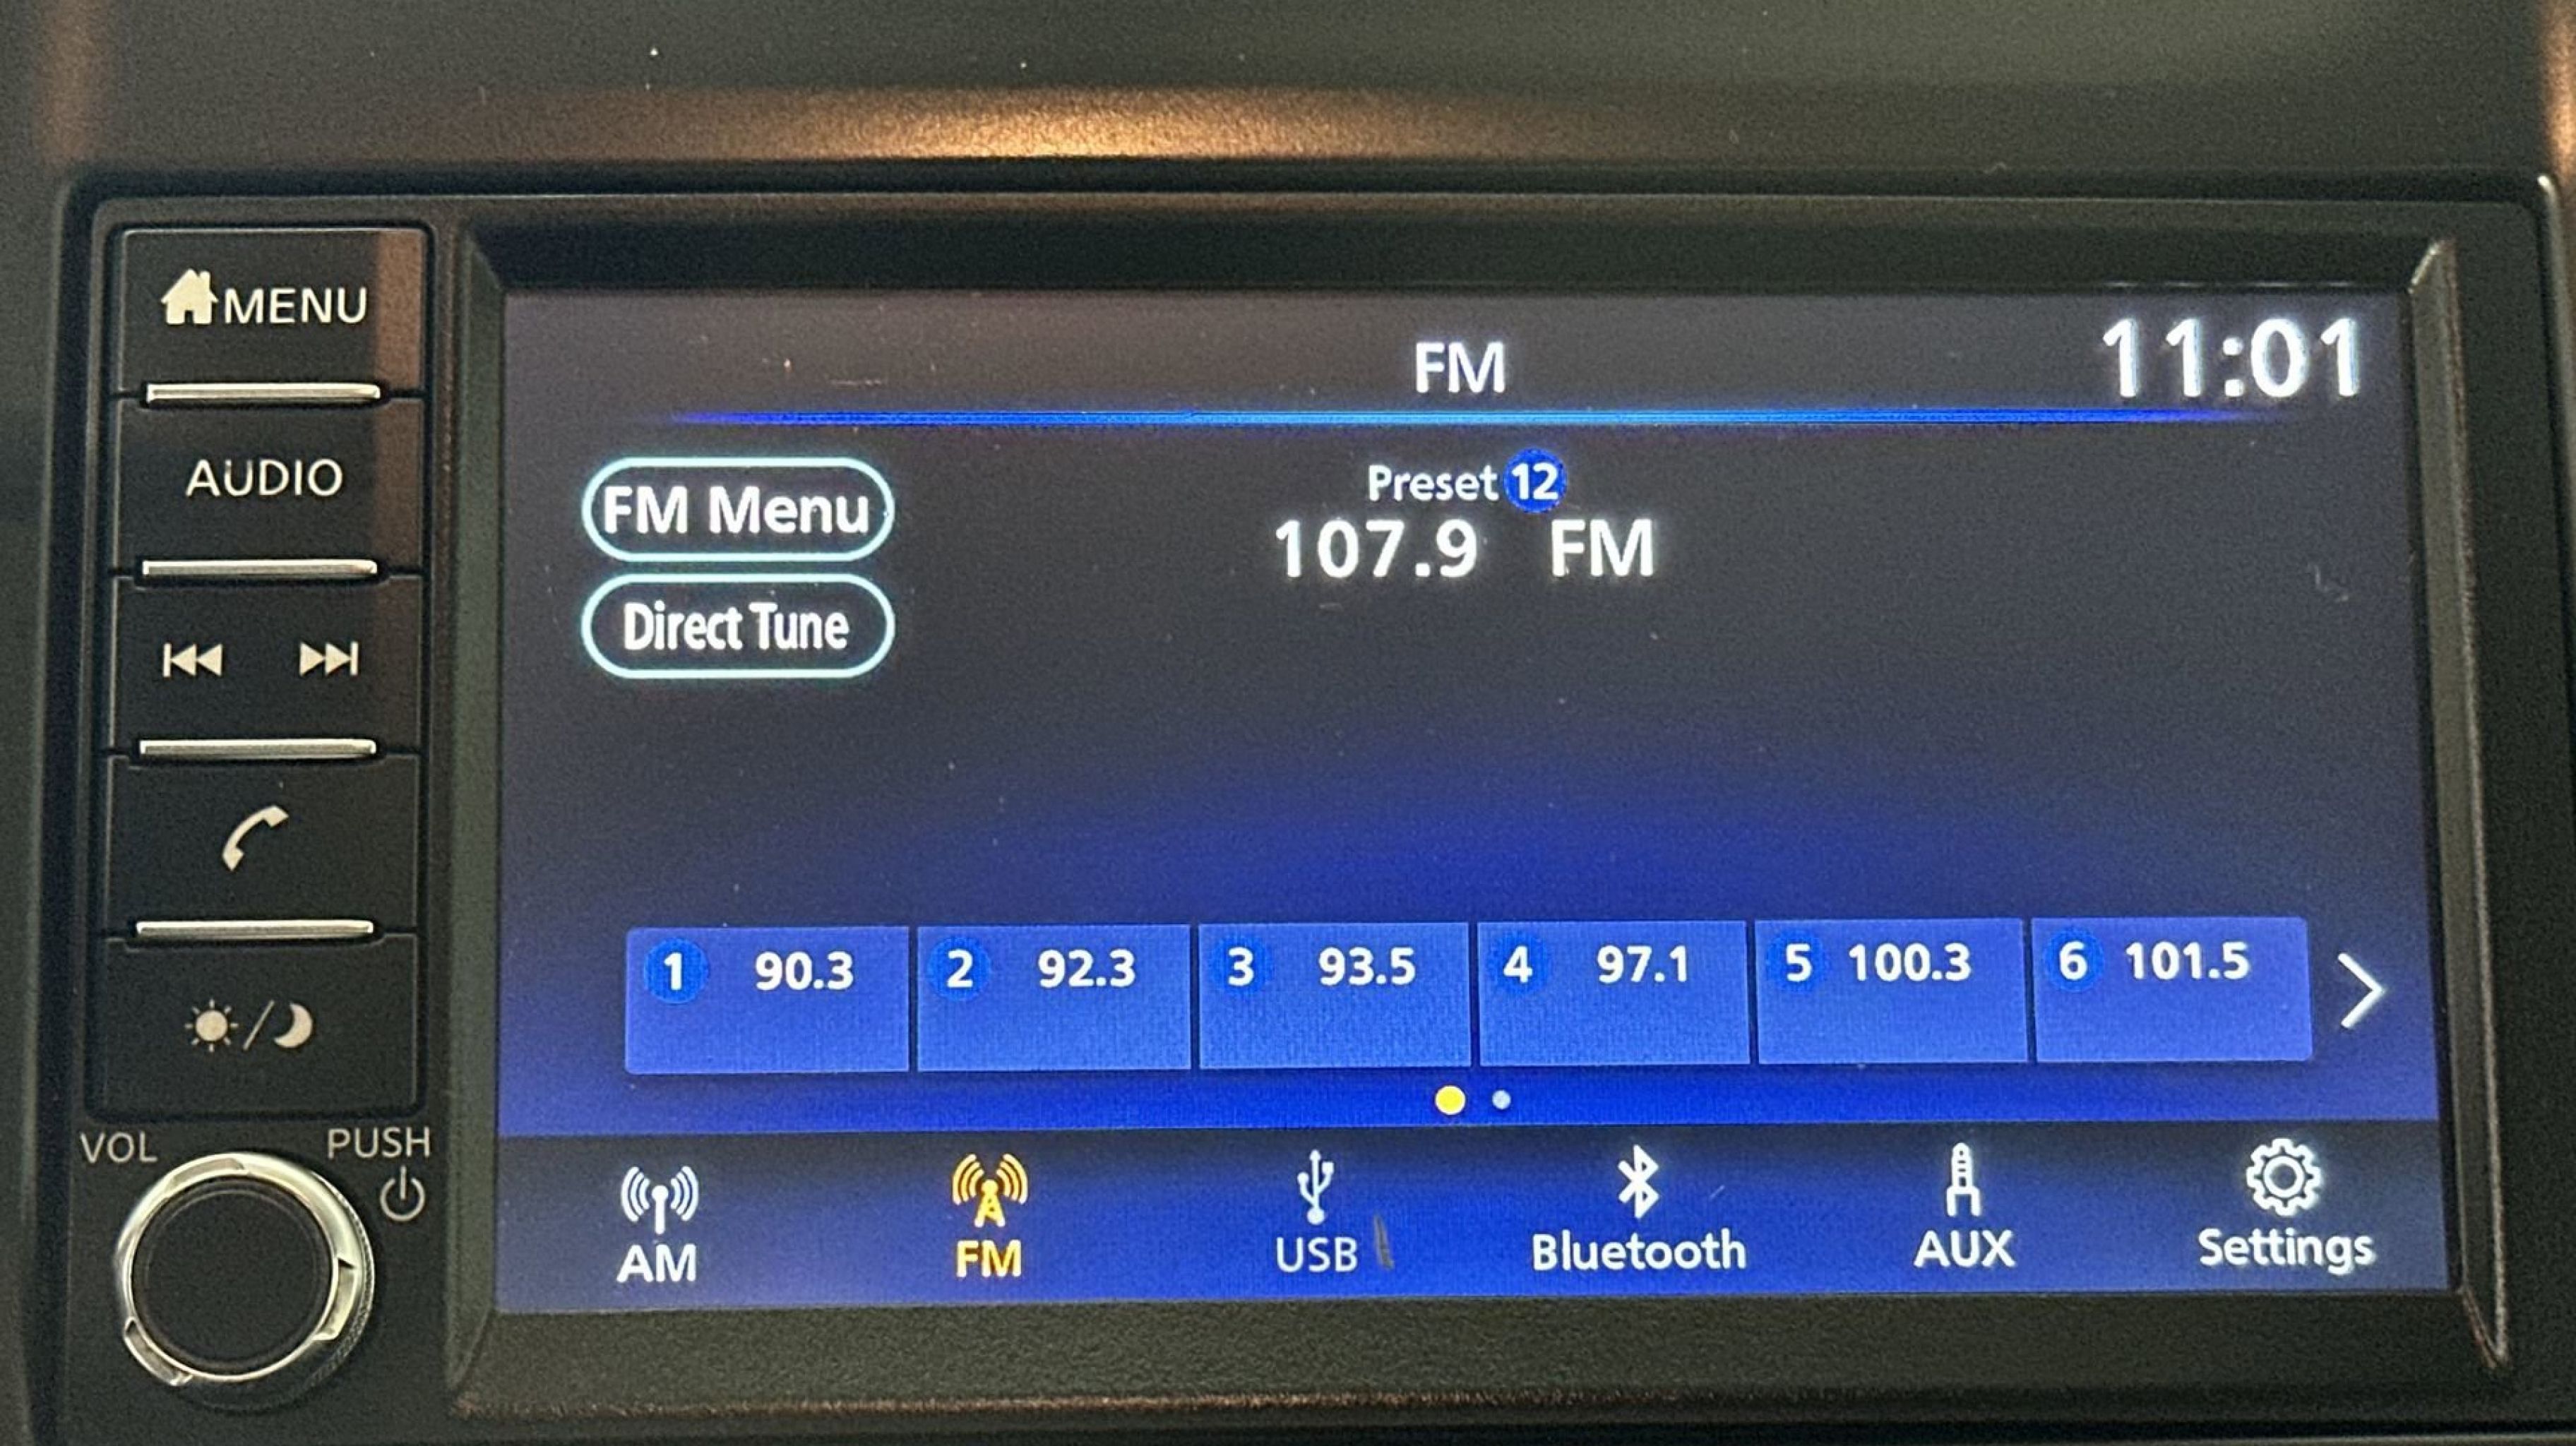 MENU
AUDIO
VOL
PUSH
FM
11:01
FM Menu
Direct Tune
Preset 12
107.9 FM
1 90.3
2 92.3
3 93.5
4 97.1
5 100.3
6 101.5
AM
FM
USB
Bluetooth
AUX
Settings